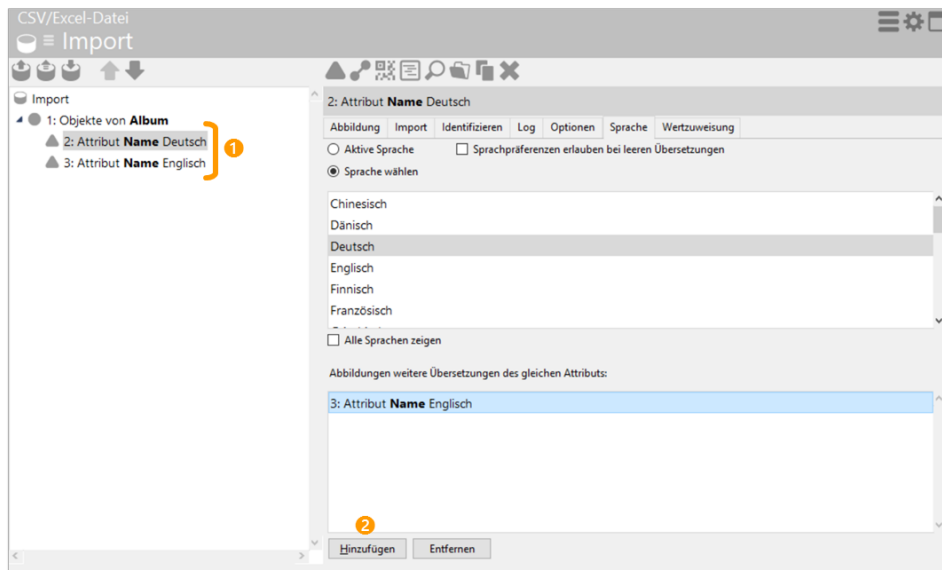 CSV/Excel-Datei
Import
Import
1: Objekte von Album
2: Attribut Name Deutsch
3: Attribut Name Englisch
1
2: Attribut Name Deutsch
Abbildung Import Identifizieren Log Optionen Sprache Wertzuweisung
Aktive Sprache Sprachpräferenzen erlauben bei leeren Übersetzungen
Sprache wählen
Chinesisch
Dänisch
Deutsch
Englisch
Finnisch
Französisch
Alle Sprachen zeigen
Abbildungen weitere Übersetzungen des gleichen Attributs:
3: Attribut Name Englisch
2
Hinzufügen Entfernen